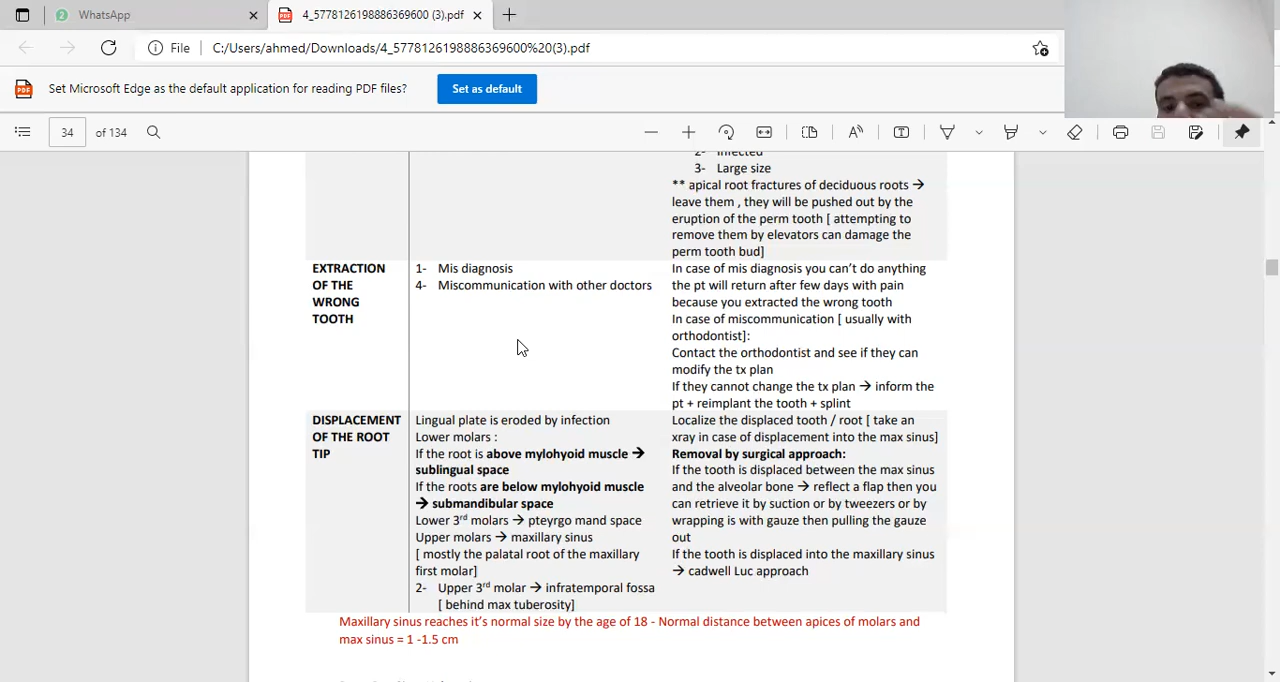 WhatsApp
4_5778126198886369600 (3).pdf
File
C:/Users/ahmed/Downloads/4_5778126198886369600%20(3).pdf
Set Microsoft Edge as the default application for reading PDF files?
Set as default
34
of 134
2- Infected
3- Large size
** apical root fractures of deciduous roots →
leave them , they will be pushed out by the
eruption of the perm tooth [ attempting to
remove them by elevators can damage the
perm tooth bud]
EXTRACTION
OF THE
WRONG
TOOTH
1- Mis diagnosis
4- Miscommunication with other doctors
In case of mis diagnosis you can't do anything
the pt will return after few days with pain
because you extracted the wrong tooth
In case of miscommunication [ usually with
orthodontist]:
Contact the orthodontist and see if they can
modify the tx plan
If they cannot change the tx plan → inform the
pt + reimplant the tooth + splint
DISPLACEMENT
OF THE ROOT
TIP
Lingual plate is eroded by infection
Lower molars :
If the root is above mylohyoid muscle →
sublingual space
If the roots are below mylohyoid muscle
→ submandibular space
Lower 3rd molars → pteyrgo mand space
Upper molars → maxillary sinus
[ mostly the palatal root of the maxillary
first molar]
2- Upper 3rd molar → infratemporal fossa
[ behind max tuberosity]
Localize the displaced tooth / root [ take an
xray in case of displacement into the max sinus]
Removal by surgical approach:
If the tooth is displaced between the max sinus
and the alveolar bone → reflect a flap then you
can retrieve it by suction or by tweezers or by
wrapping is with gauze then pulling the gauze
out
If the tooth is displaced into the maxillary sinus
→ cadwell Luc approach
Maxillary sinus reaches it's normal size by the age of 18 - Normal distance between apices of molars and
max sinus = 1 -1.5 cm